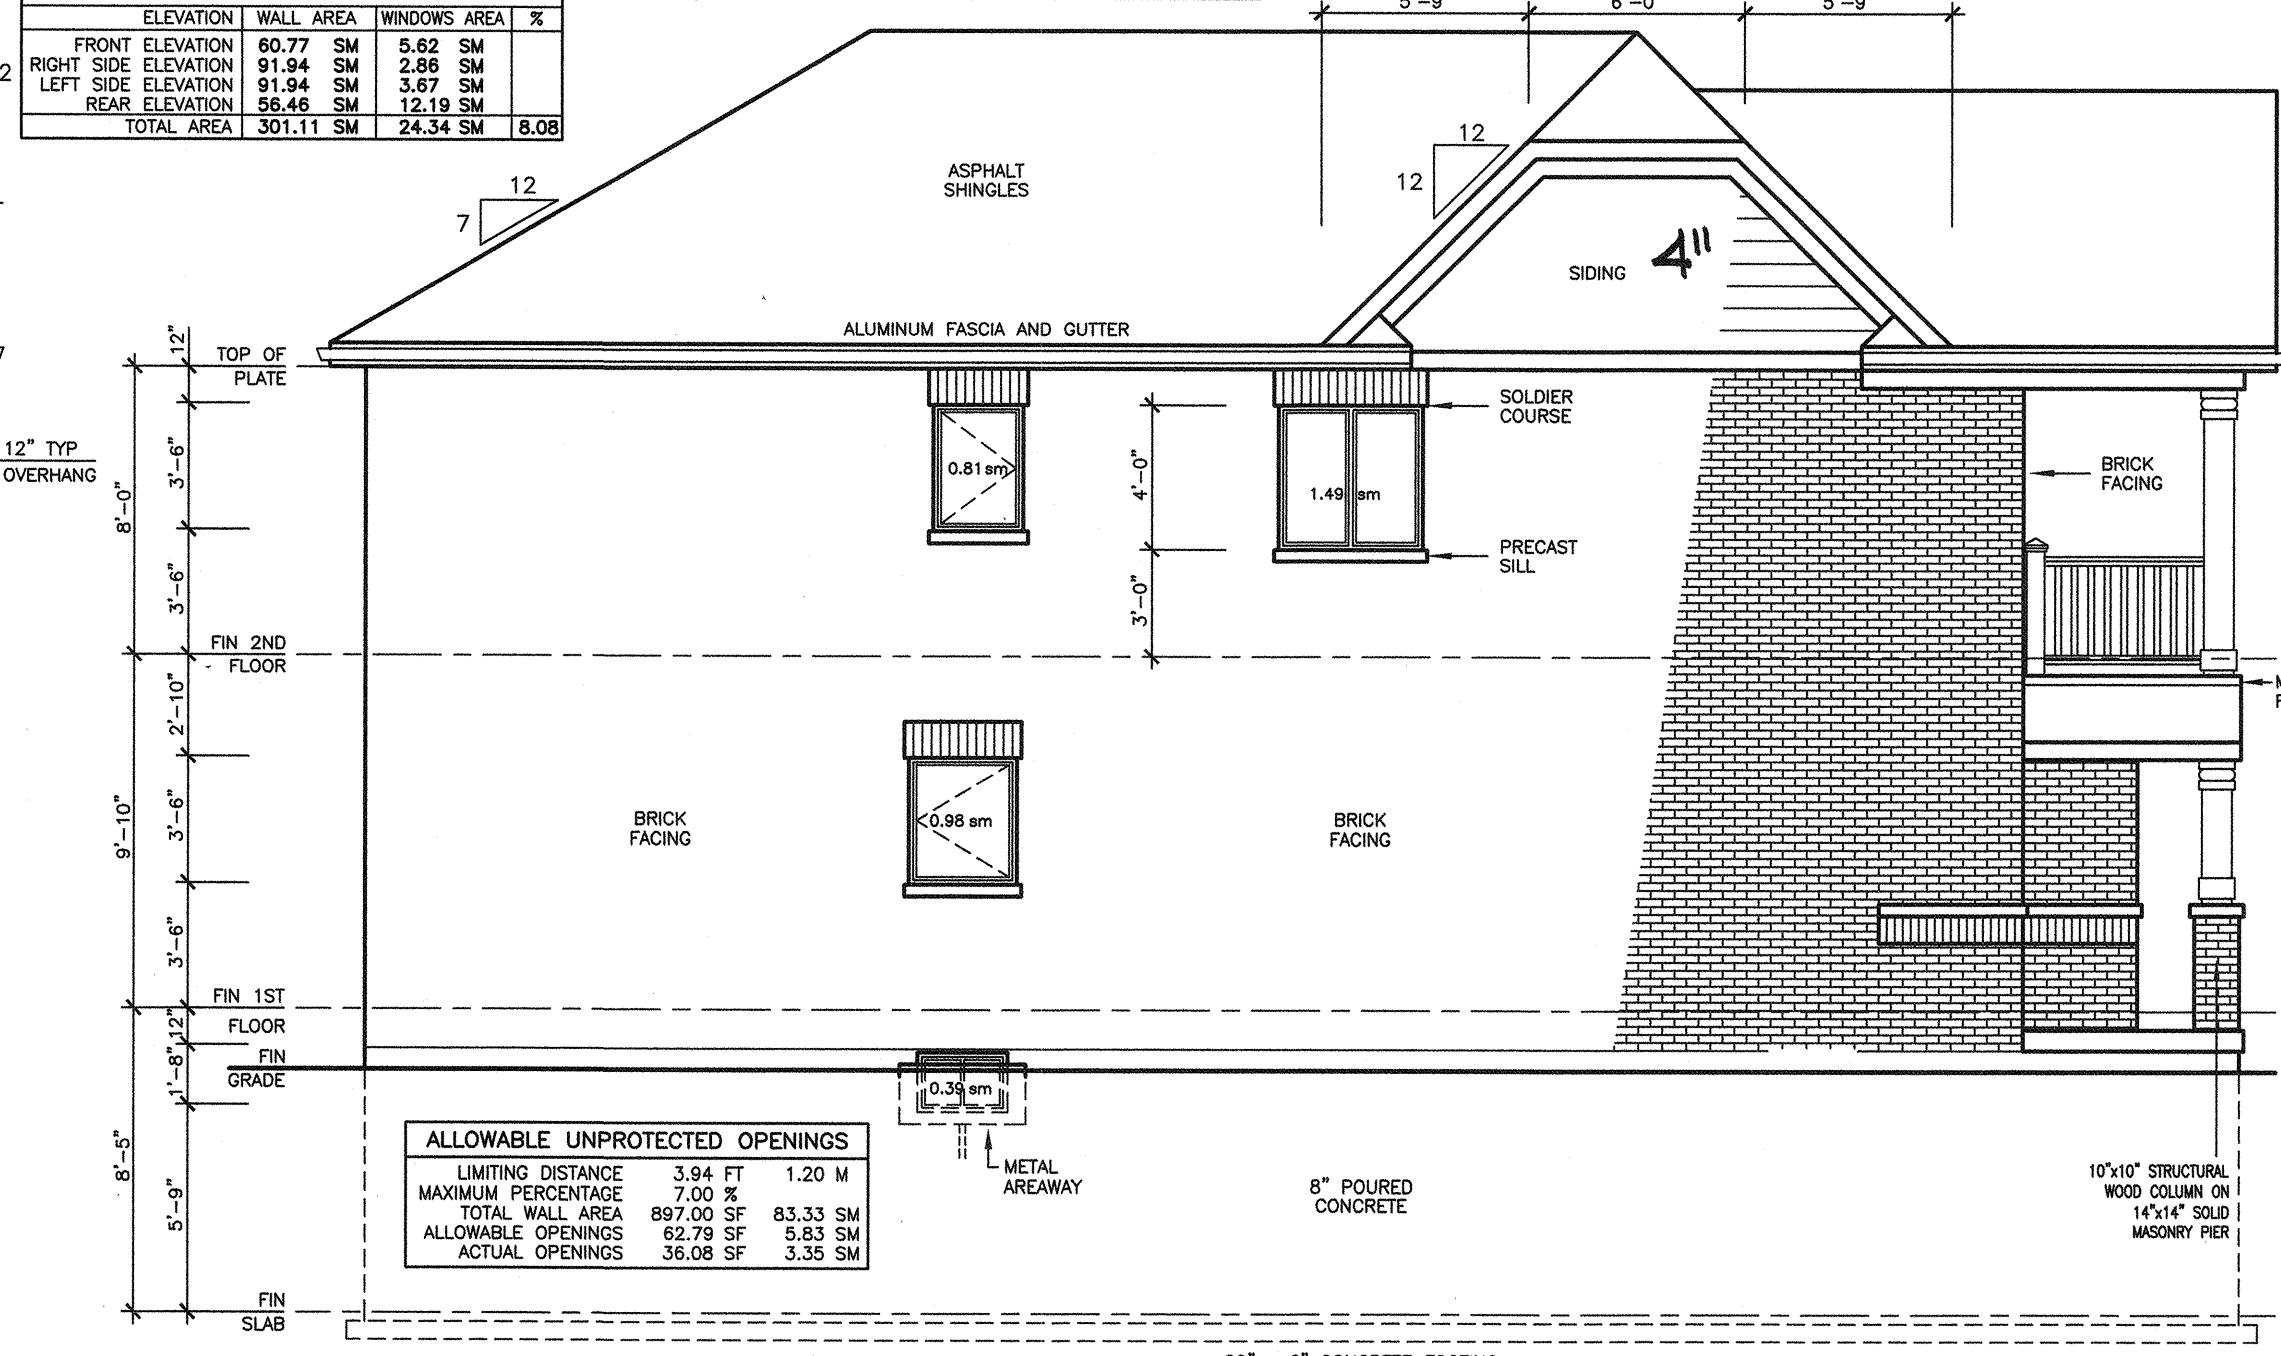 ELEVATION WALL AREA WINDOWS AREA %
FRONT ELEVATION 60.77 SM 5.62 SM
RIGHT SIDE ELEVATION 91.94 SM 2.86 SM
LEFT SIDE ELEVATION 91.94 SM 3.67 SM
REAR ELEVATION 56.46 SM 12.19 SM
TOTAL AREA 301.11 SM 24.34 SM 8.08
5'-9" 6'-0" 5'-9"
2
12
7
12
12
ASPHALT
SHINGLES
SIDING
4"
ALUMINUM FASCIA AND GUTTER
7
12"
TOP OF
PLATE
12" TYP
OVERHANG
8'-0"
3'-6"
3'-6"
0.81 sm
1.49 sm
4'-0"
3'-0"
SOLDIER
COURSE
PRECAST
SILL
BRICK
FACING
FIN 2ND
FLOOR
9'-10"
2'-10"
3'-6"
3'-6"
BRICK
FACING
0.98 sm
BRICK
FACING
FIN 1ST
FLOOR
12"
FIN
GRADE
1'-8"
8'-5"
5'-9"
0.39 sm
METAL
AREAWAY
ALLOWABLE UNPROTECTED OPENINGS
LIMITING DISTANCE 3.94 FT 1.20 M
MAXIMUM PERCENTAGE 7.00 %
TOTAL WALL AREA 897.00 SF 83.33 SM
ALLOWABLE OPENINGS 62.79 SF 5.83 SM
ACTUAL OPENINGS 36.08 SF 3.35 SM
8" POURED
CONCRETE
10"x10" STRUCTURAL
WOOD COLUMN ON
14"x14" SOLID
MASONRY PIER
FIN
SLAB